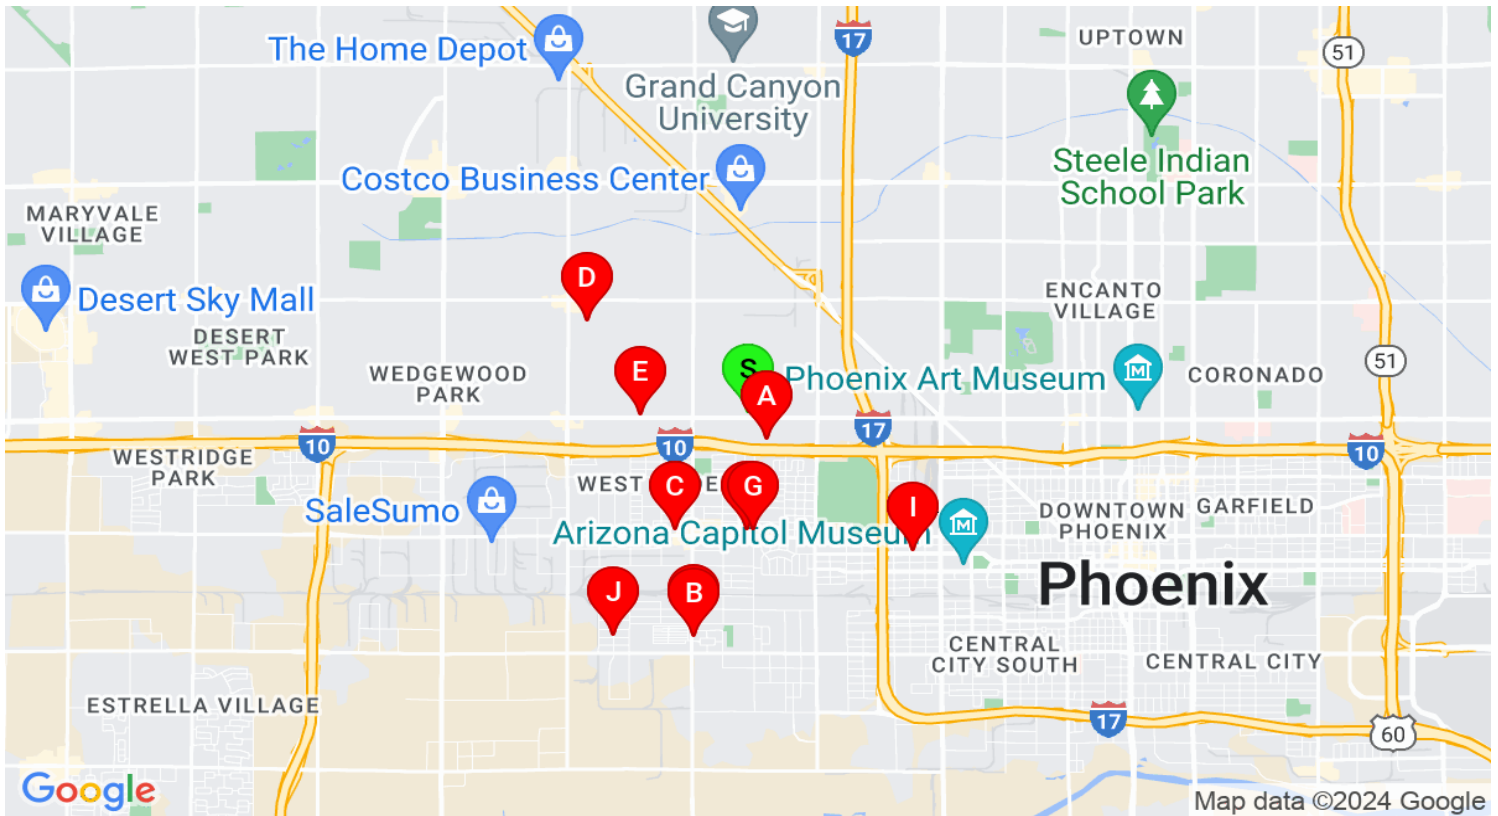 The Home Depot
17
UPTOWN
51
Grand Canyon
University
Steele Indian
School Park
Costco Business Center
MARYVALE
VILLAGE
D
Desert Sky Mall
ENCANTO
VILLAGE
DESERT
WEST PARK
WEDGEWOOD
PARK
E
S
A
Phoenix Art Museum
CORONADO
51
10
10
17
10
WESTRIDGE
PARK
WEST
C
E
G
I
SaleSumo
Arizona Capitol Museum
DOWNTOWN
PHOENIX
GARFIELD
J
B
Phoenix
CENTRAL
CITY SOUTH
CENTRAL CITY
ESTRELLA VILLAGE
17
60
Google
Map data ©2024 Google